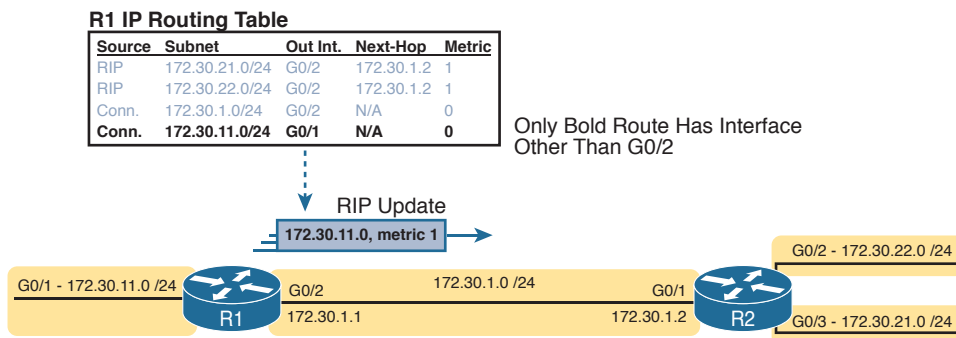 R1 IP Routing Table
Source Subnet Out Int. Next-Hop Metric
RIP 172.30.21.0/24 G0/2 172.30.1.2 1
RIP 172.30.22.0/24 G0/2 172.30.1.2 1
Conn. 172.30.1.0/24 G0/2 N/A 0
Conn. 172.30.11.0/24 G0/1 N/A 0
Only Bold Route Has Interface
Other Than G0/2
RIP Update
172.30.11.0, metric 1
G0/2 - 172.30.22.0 /24
G0/1 - 172.30.11.0 /24
G0/2
172.30.1.0 /24
G0/1
R1
172.30.1.1
172.30.1.2
R2
G0/3 - 172.30.21.0 /24